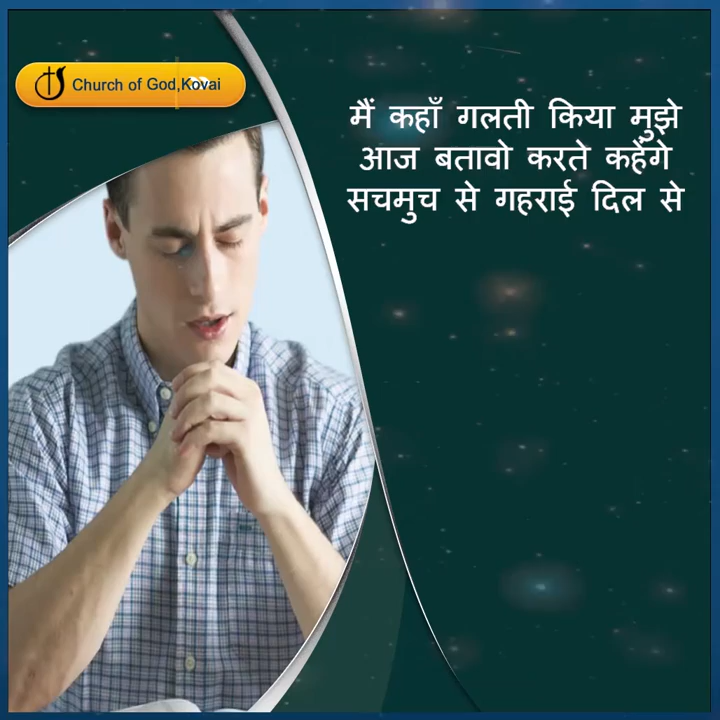 Church of God,Kovai
मैं कहाँ गलती किया मुझे
आज बतावो करते कहेंगे
सचमुच से गहराई दिल से